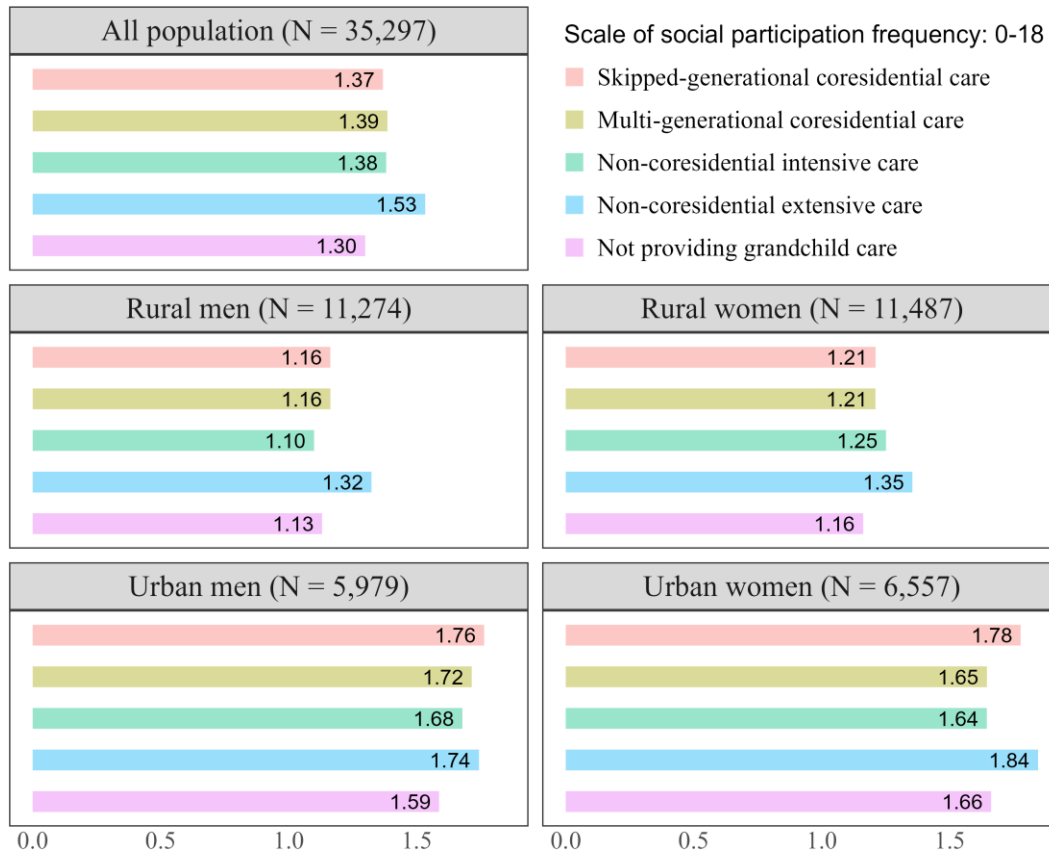 All population (N = 35,297)
1.37
1.39
1.38
1.53
1.30
Scale of social participation frequency: 0-18
Skipped-generational coresidential care
Multi-generational coresidential care
Non-coresidential intensive care
Non-coresidential extensive care
Not providing grandchild care
Rural men (N = 11,274)
1.16
1.16
1.10
1.32
1.13
Rural women (N = 11,487)
1.21
1.21
1.25
1.35
1.16
Urban men (N = 5,979)
1.76
1.72
1.68
1.74
1.59
0.0 0.5 1.0 1.5
Urban women (N = 6,557)
1.78
1.65
1.64
1.84
1.66
0.0 0.5 1.0 1.5